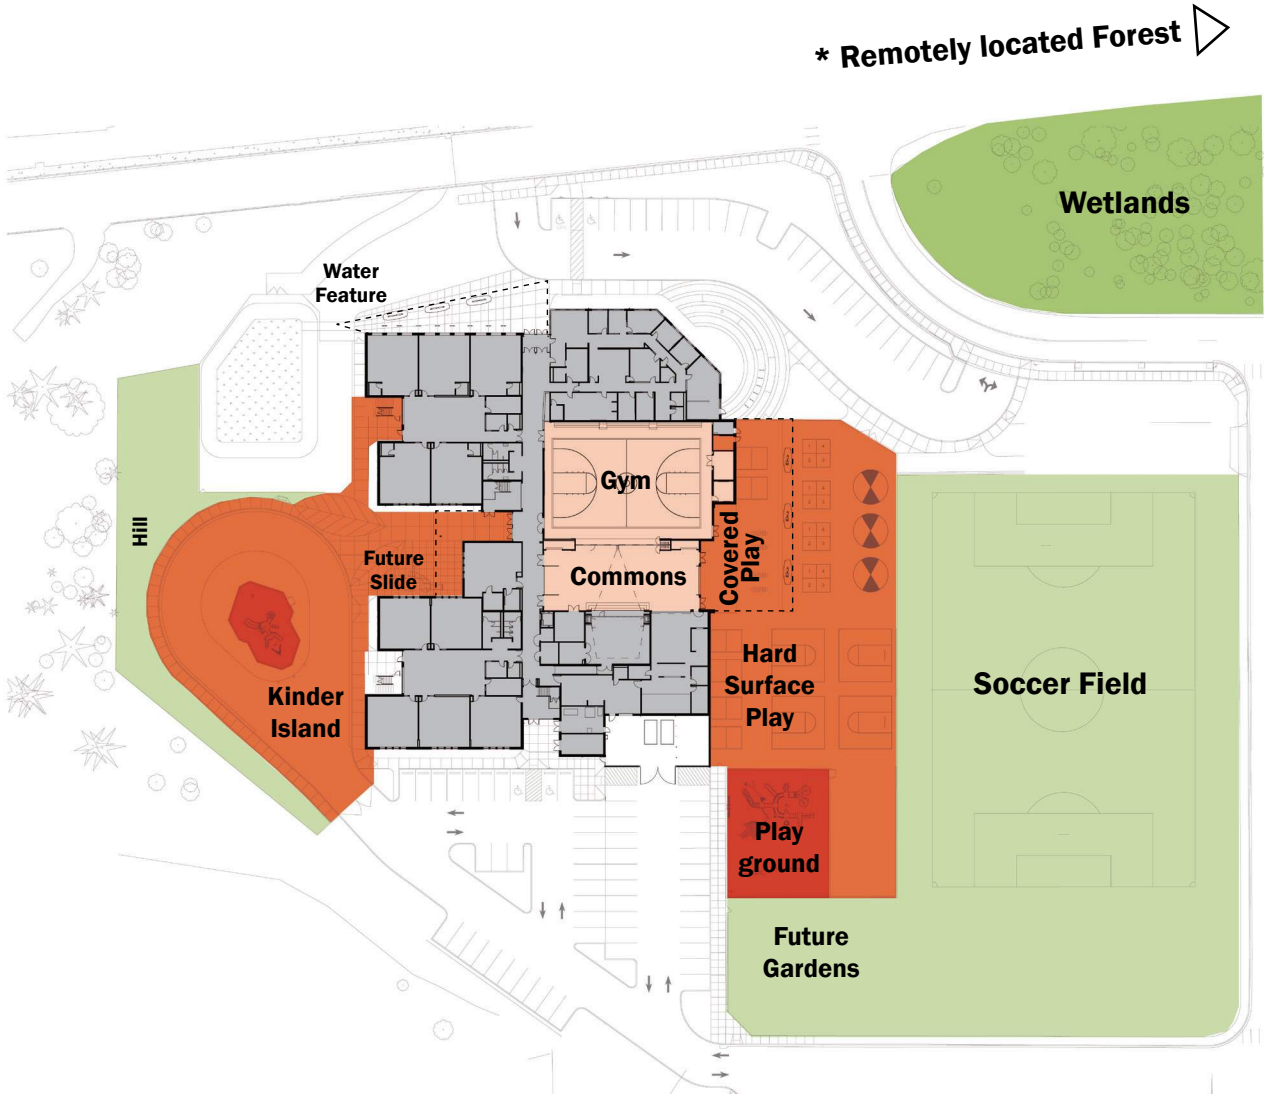 * Remotely located Forest
Wetlands
Water
Feature
Gym
Hill
Covered
Play
Future
Slide
Commons
Hard
Surface
Play
Kinder
Island
Soccer Field
Play
ground
Future
Gardens